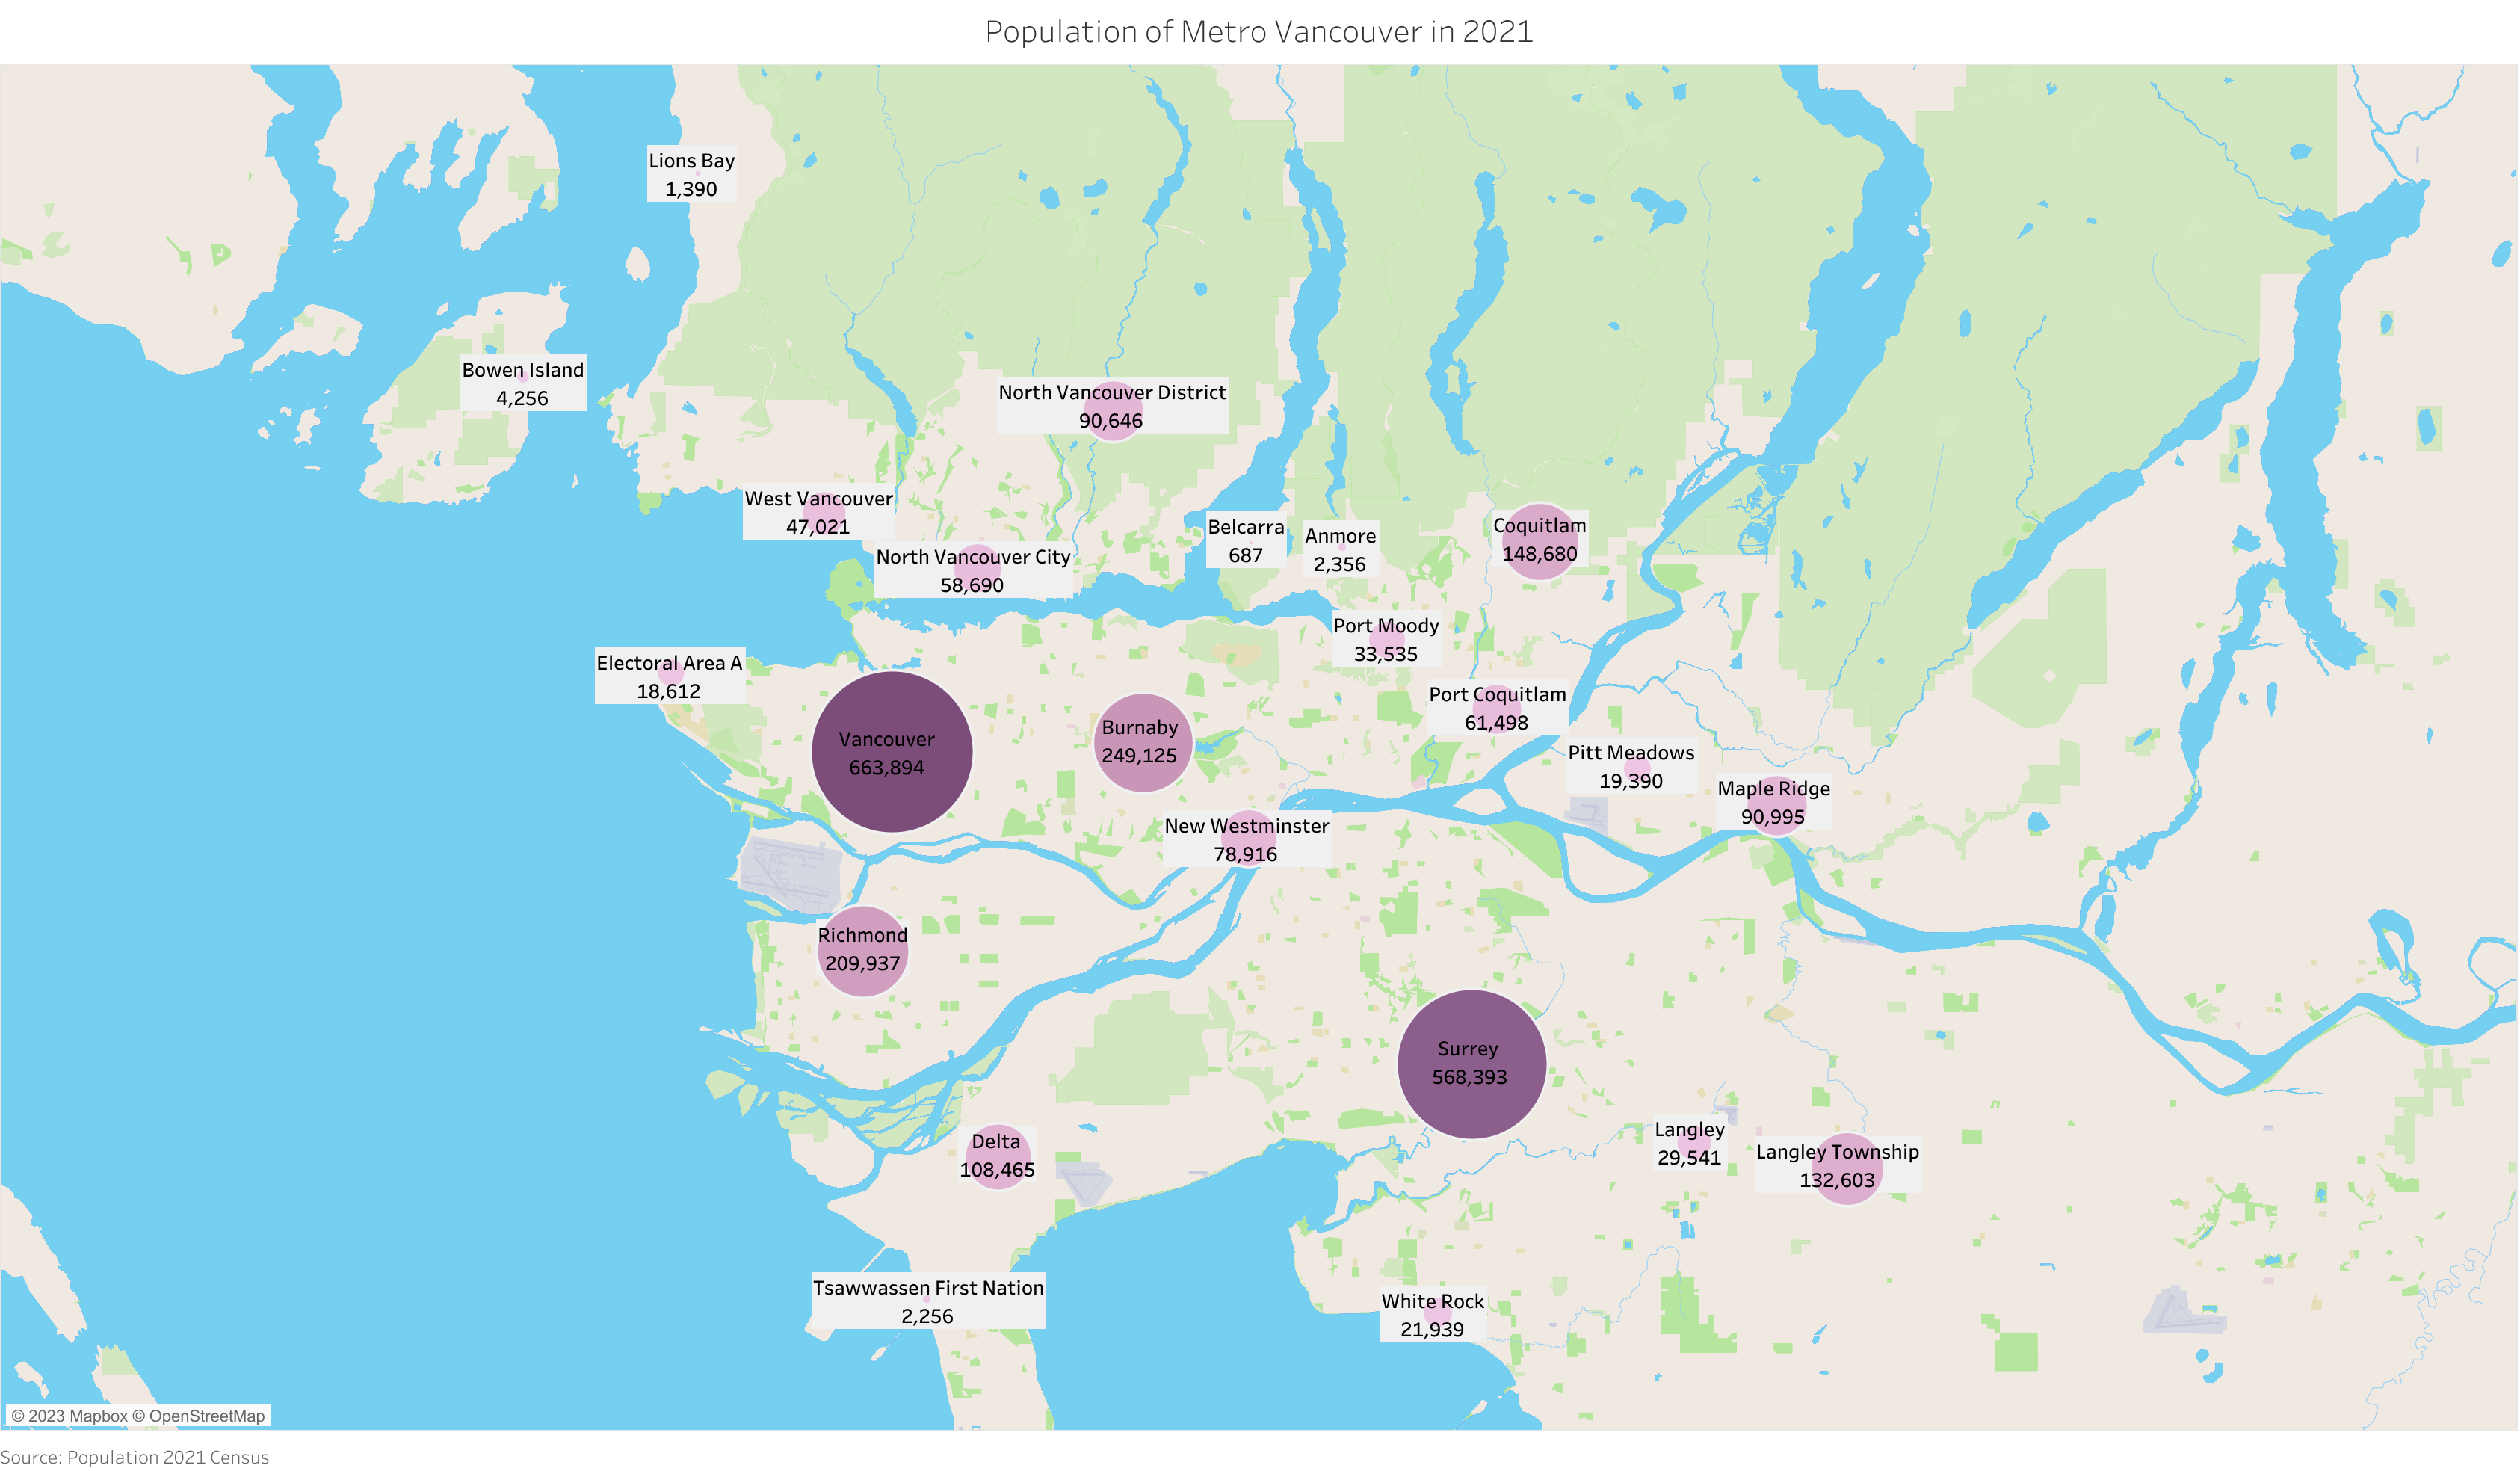 Population of Metro Vancouver in 2021
Lions Bay
1,390
Bowen Island
4,256
North Vancouver District
90,646
West Vancouver
47,021
North Vancouver City
58,690
Belcarra
687
Anmore
2,356
Coquitlam
148,680
Port Moody
33,535
Electoral Area A
18,612
Port Coquitlam
61,498
Vancouver
663,894
Burnaby
249,125
Pitt Meadows
19,390
Maple Ridge
90,995
New Westminster
78,916
Richmond
209,937
Surrey
568,393
Delta
108,465
Langley
29,541
Langley Township
132,603
Tsawwassen First Nation
2,256
White Rock
21,939
© 2023 Mapbox © OpenStreetMap
Source: Population 2021 Census